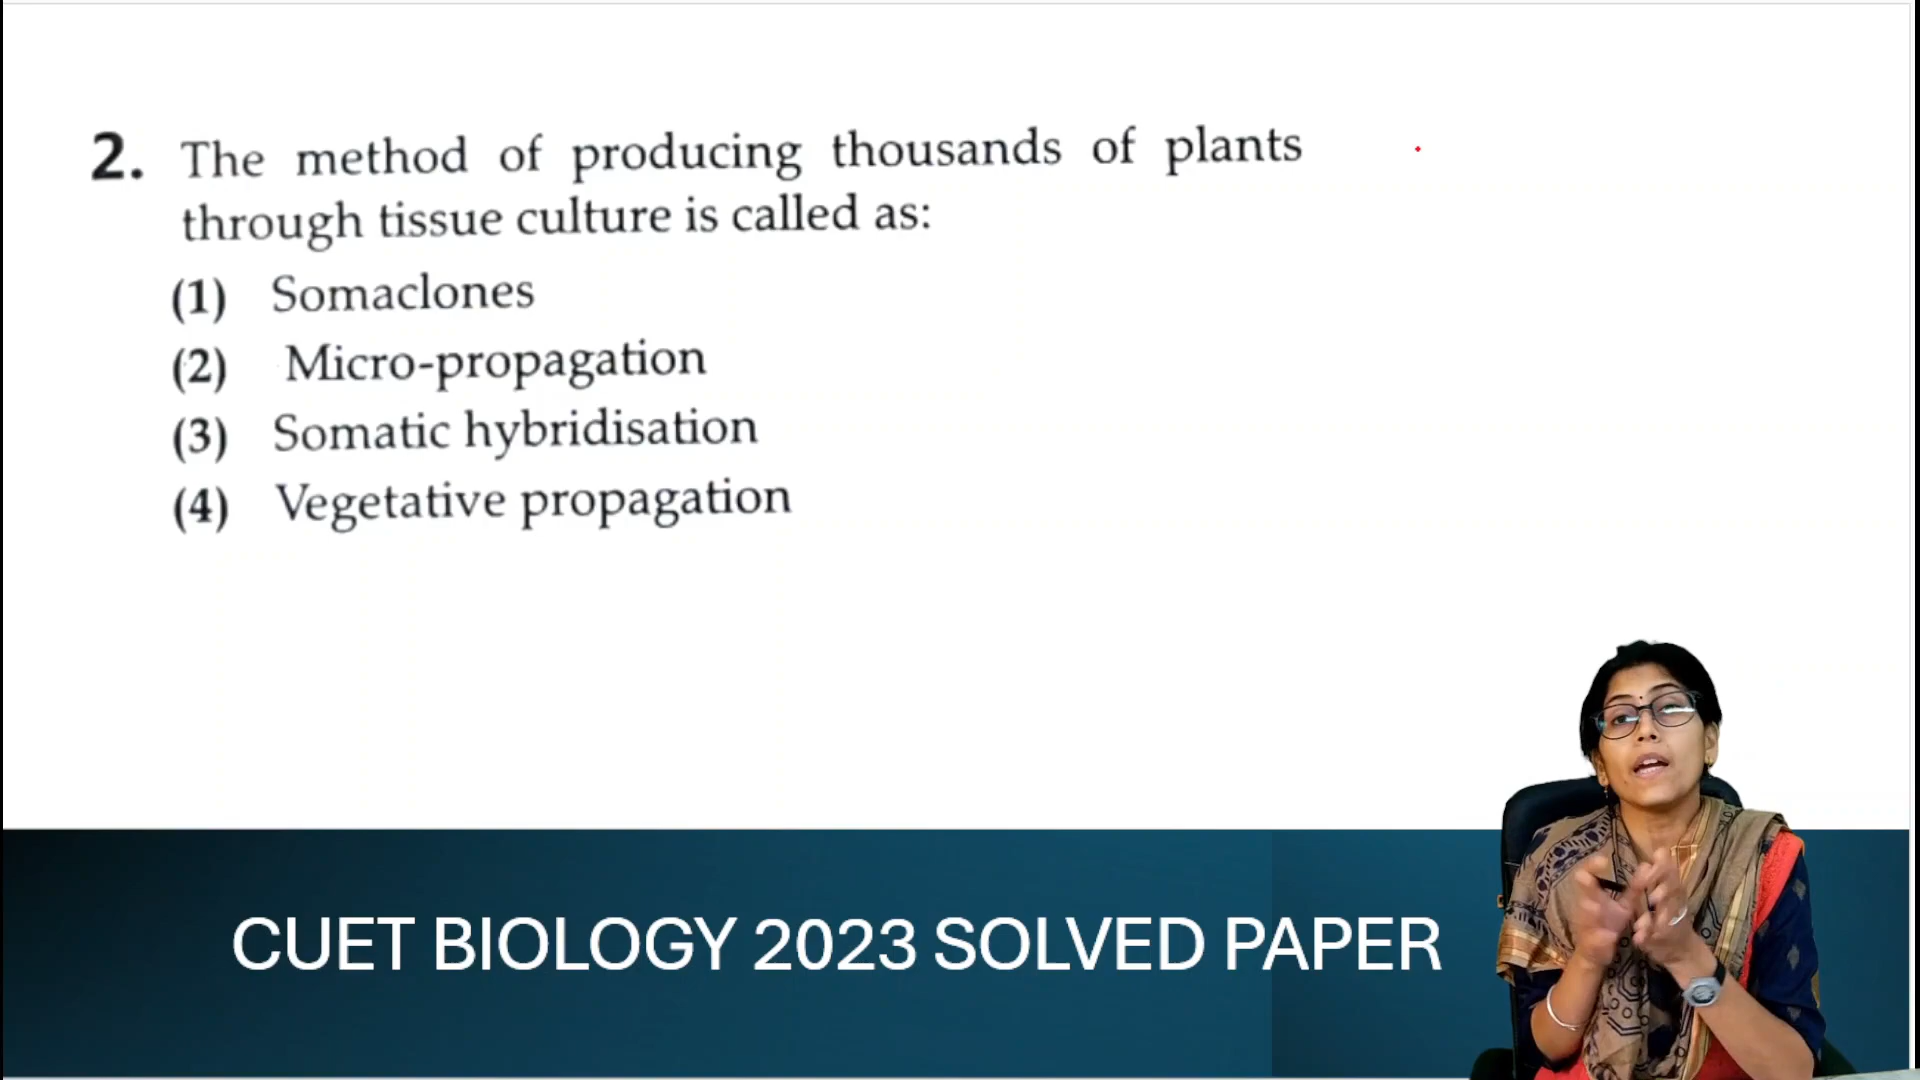 2. The method of producing thousands of plants
through tissue culture is called as:
(1) Somaclones
(2) Micro-propagation
(3) Somatic hybridisation
(4) Vegetative propagation
CUET BIOLOGY 2023 SOLVED PAPER